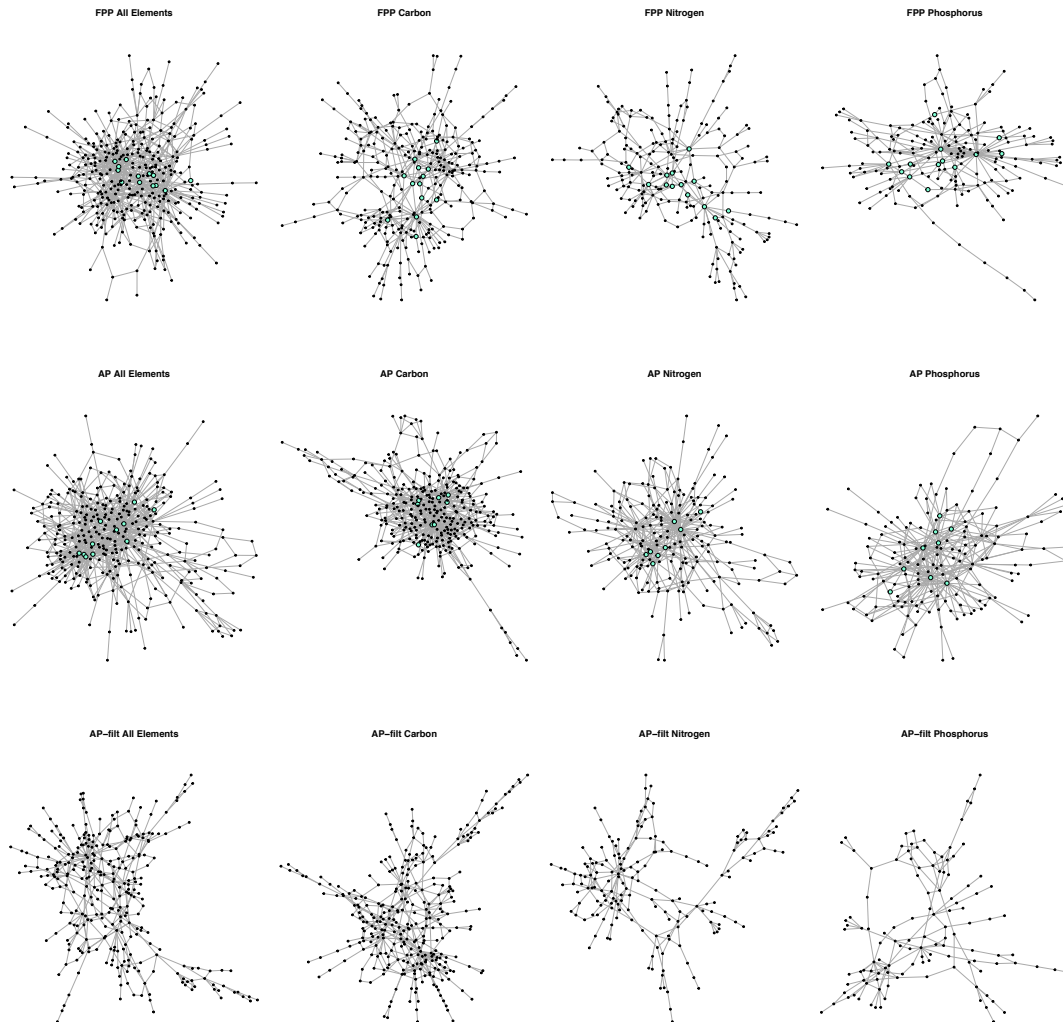 FPP All Elements
FPP Carbon
FPP Nitrogen
FPP Phosphorus
AP All Elements
AP Carbon
AP Nitrogen
AP Phosphorus
AP−filt All Elements
AP−filt Carbon
AP−filt Nitrogen
AP−filt Phosphorus